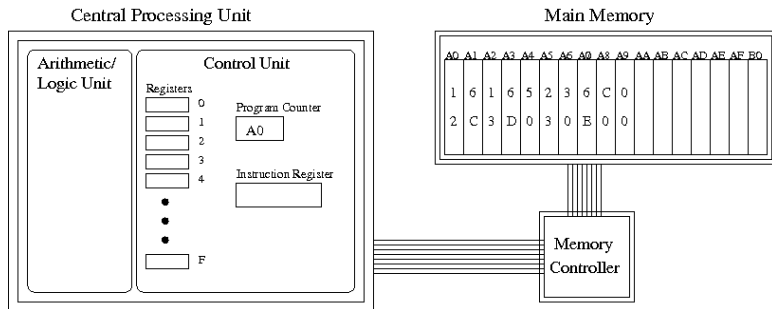 Central Processing Unit
Main Memory
Arithmetic/
Logic Unit
Control Unit
Registers
0
1
2
3
4
F
Program Counter
A0
Instruction Register
A0 A1 A2 A3 A4 A5 A6 A0 A8 A9 AA AB AC AD AE AF B0
1 6 1 6 5 2 3 6 C 0
2 C 3 D 0 3 0 B 0 0
Memory
Controller